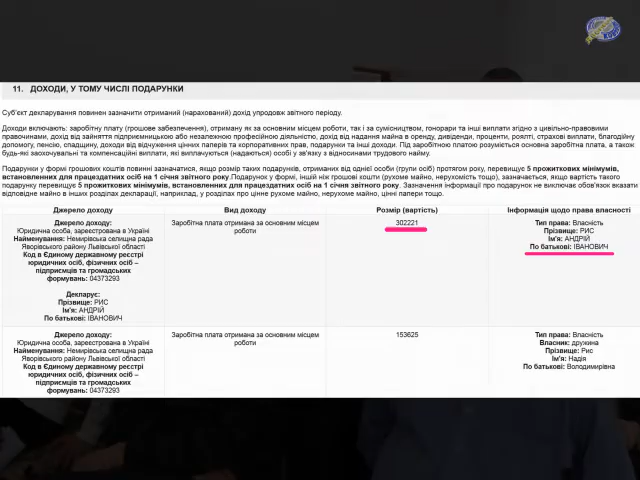 11. ДОХОДИ, У ТОМУ ЧИСЛІ ПОДАРУНКИ
Суб'єкт декларування повинен зазначити отриманий (нарахований) дохід упродовж звітного періоду.
Доходи включають: заробітну плату (грошове забезпечення), отриману як за основним місцем роботи, так і за сумісництвом, гонорари та інші виплати згідно з цивільно-правовими
правочинами, дохід від зайняття підприємницькою або незалежною професійною діяльністю, дохід від надання майна в оренду, дивіденди, проценти, роялті, страхові виплати, благодійну
допомогу, пенсію, спадщину, доходи від відчуження цінних паперів та корпоративних прав, подарунки та інші доходи. Під заробітною платою розуміється основна заробітна плата, а також
будь-які заохочувальні та компенсаційні виплати, які виплачуються (надаються) особі у зв'язку з відносинами трудового найму.
Подарунки у формі грошових коштів повинні зазначатися, якщо розмір таких подарунків, отриманих від однієї особи (групи осіб) протягом року, перевищує 5 прожиткових мінімумів,
встановлених для працездатних осіб на 1 січня звітного року.Подарунок у формі, іншій ніж грошові кошти (рухоме майно, нерухомість тощо), зазначається, якщо вартість такого
подарунку перевищує 5 прожиткових мінімумів, встановлених для працездатних осіб на 1 січня звітного року. Зазначення інформації про подарунок не виключає обов'язок вказати
відповідне майно в інших розділах декларації, наприклад, у розділах про цінне рухоме майно, нерухоме майно, цінні папери тощо.
Джерело доходу Вид доходу Розмір (вартість) Інформація щодо права власності
Джерело доходу: Заробітна плата отримана за основним місцем 302221 Тип права: Власність
Юридична особа, зареєстрована в Україні роботи Прізвище: РИС
Найменування: Немирівська селищна рада Ім'я: АНДРІЙ
Яворівського району Львівської області По батькові: ІВАНОВИЧ
Код в Єдиному державному реєстрі
юридичних осіб, фізичних осіб –
підприємців та громадських
формувань: 04373293
Декларує:
Прізвище: РИС
Ім'я: АНДРІЙ
По батькові: ІВАНОВИЧ
Джерело доходу: Заробітна плата отримана за основним місцем 153625 Тип права: Власність
Юридична особа, зареєстрована в Україні роботи Власник: дружина
Найменування: Немирівська селищна рада Прізвище: Рис
Яворівського району Львівської області Ім'я: Надія
Код в Єдиному державному реєстрі По батькові: Володимирівна
юридичних осіб, фізичних осіб –
підприємців та громадських
формувань: 04373293